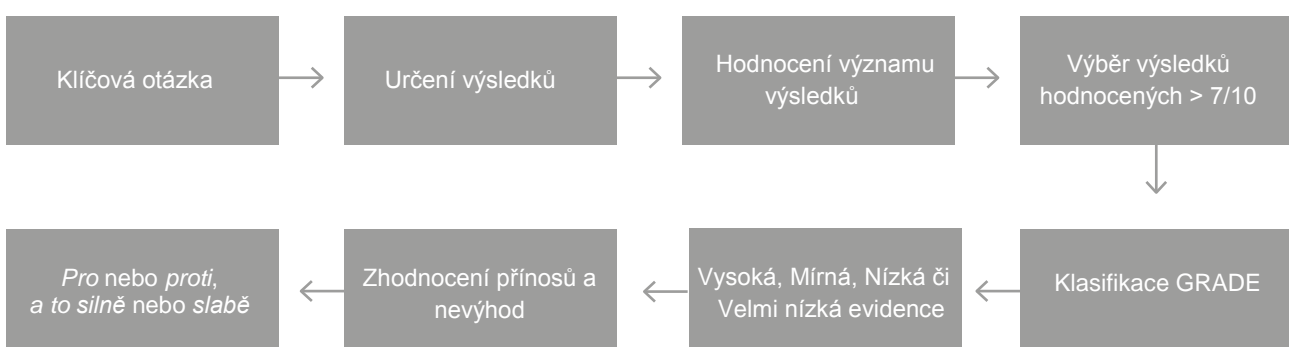 Klíčová otázka
Určení výsledků
Hodnocení významu
výsledků
Výběr výsledků
hodnocených > 7/10
Klasifikace GRADE
Vysoká, Mírná, Nízká či
Velmi nízká evidence
Zhodnocení přínosů a
nevýhod
Pro nebo proti,
a to silně nebo slabě